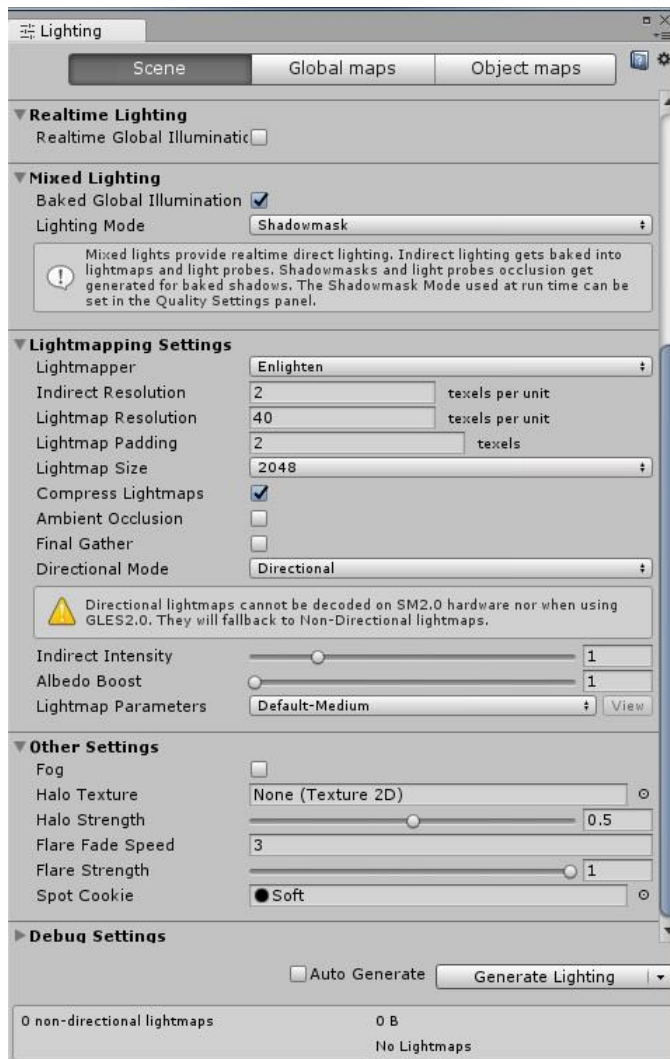 Lighting
Scene Global maps Object maps
Realtime Lighting
Realtime Global Illuminatic
Mixed Lighting
Baked Global Illumination
Lighting Mode Shadowmask
Mixed lights provide realtime direct lighting. Indirect lighting gets baked into
lightmaps and light probes. Shadowmasks and light probes occlusion get
generated for baked shadows. The Shadowmask Mode used at run time can be
set in the Quality Settings panel.
Lightmapping Settings
Lightmapper Enlighten
Indirect Resolution 2 texels per unit
Lightmap Resolution 40 texels per unit
Lightmap Padding 2 texels
Lightmap Size 2048
Compress Lightmaps
Ambient Occlusion
Final Gather
Directional Mode Directional
Directional lightmaps cannot be decoded on SM2.0 hardware nor when using
GLES2.0. They will fallback to Non-Directional lightmaps.
Indirect Intensity 1
Albedo Boost 1
Lightmap Parameters Default-Medium View
Other Settings
Fog
Halo Texture None (Texture 2D)
Halo Strength 0.5
Flare Fade Speed 3
Flare Strength 1
Spot Cookie Soft
Debug Settings
Auto Generate Generate Lighting
0 non-directional lightmaps 0 B
No Lightmaps